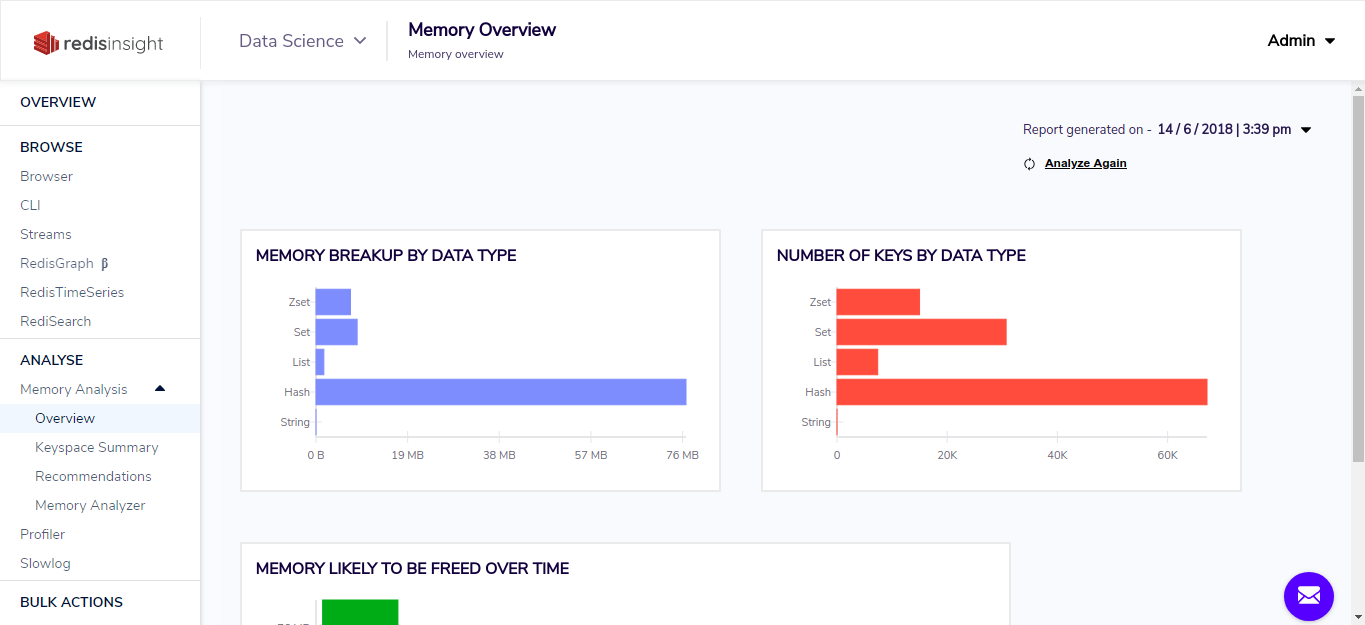 redisinsight
Data Science
Memory Overview
Memory overview
Admin
OVERVIEW
BROWSE
Browser
CLI
Streams
RedisGraph β
RedisTimeSeries
RediSearch
ANALYSE
Memory Analysis
Overview
Keyspace Summary
Recommendations
Memory Analyzer
Profiler
Slowlog
BULK ACTIONS
Report generated on - 14 / 6 / 2018 | 3:39 pm
Analyze Again
MEMORY BREAKUP BY DATA TYPE
Zset
Set
List
Hash
String
0 B 19 MB 38 MB 57 MB 76 MB
NUMBER OF KEYS BY DATA TYPE
Zset
Set
List
Hash
String
0 20K 40K 60K
MEMORY LIKELY TO BE FREED OVER TIME